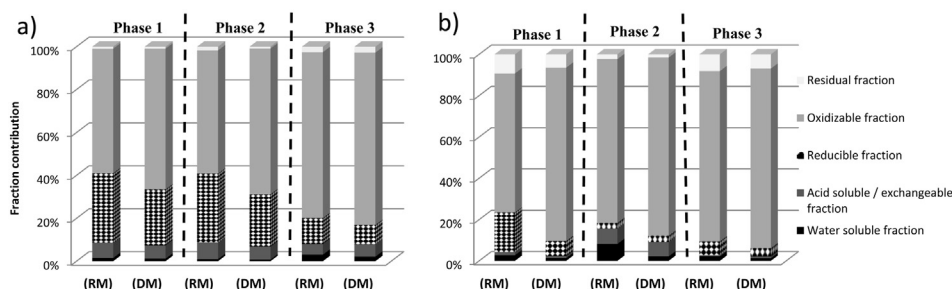 a)
Phase 1 Phase 2 Phase 3
100%
80%
60%
40%
20%
0%
Fraction contribution
(RM) (DM) (RM) (DM) (RM) (DM)
b)
Phase 1 Phase 2 Phase 3
100%
80%
60%
40%
20%
0%
(RM) (DM) (RM) (DM) (RM) (DM)
Residual fraction
Oxidizable fraction
Reducible fraction
Acid soluble / exchangeable
fraction
Water soluble fraction